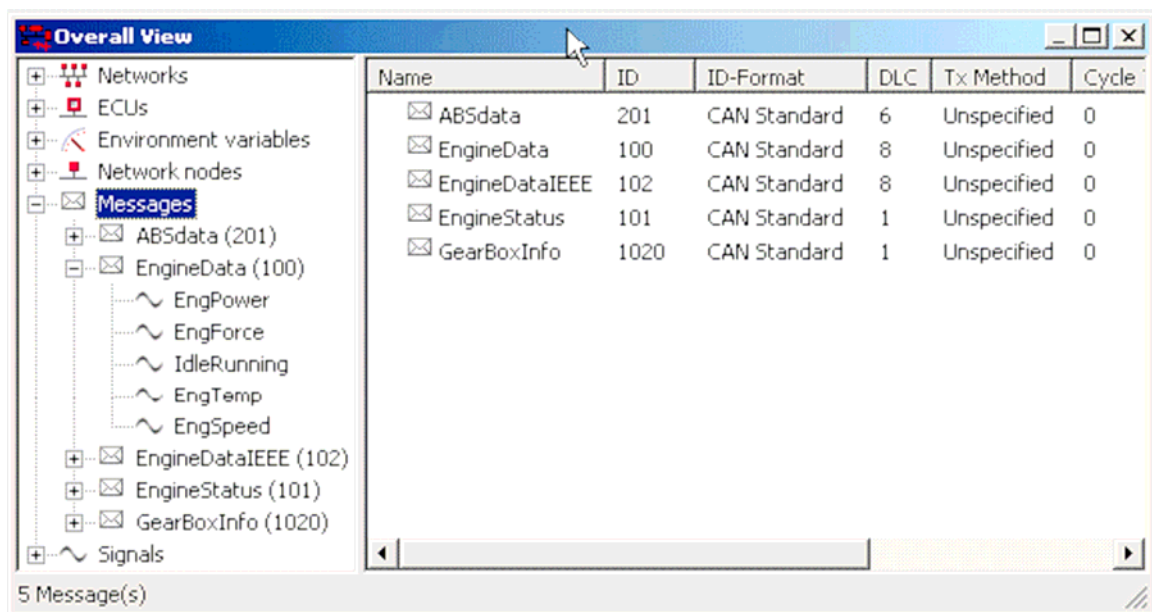 Overall View
Networks
ECUs
Environment variables
Network nodes
Messages
ABSdata (201)
EngineData (100)
EngPower
EngForce
IdleRunning
EngTemp
EngSpeed
EngineDataIEEE (102)
EngineStatus (101)
GearBoxInfo (1020)
Signals
Name ID ID-Format DLC Tx Method Cycle
ABSdata 201 CAN Standard 6 Unspecified 0
EngineData 100 CAN Standard 8 Unspecified 0
EngineDataIEEE 102 CAN Standard 8 Unspecified 0
EngineStatus 101 CAN Standard 1 Unspecified 0
GearBoxInfo 1020 CAN Standard 1 Unspecified 0
5 Message(s)